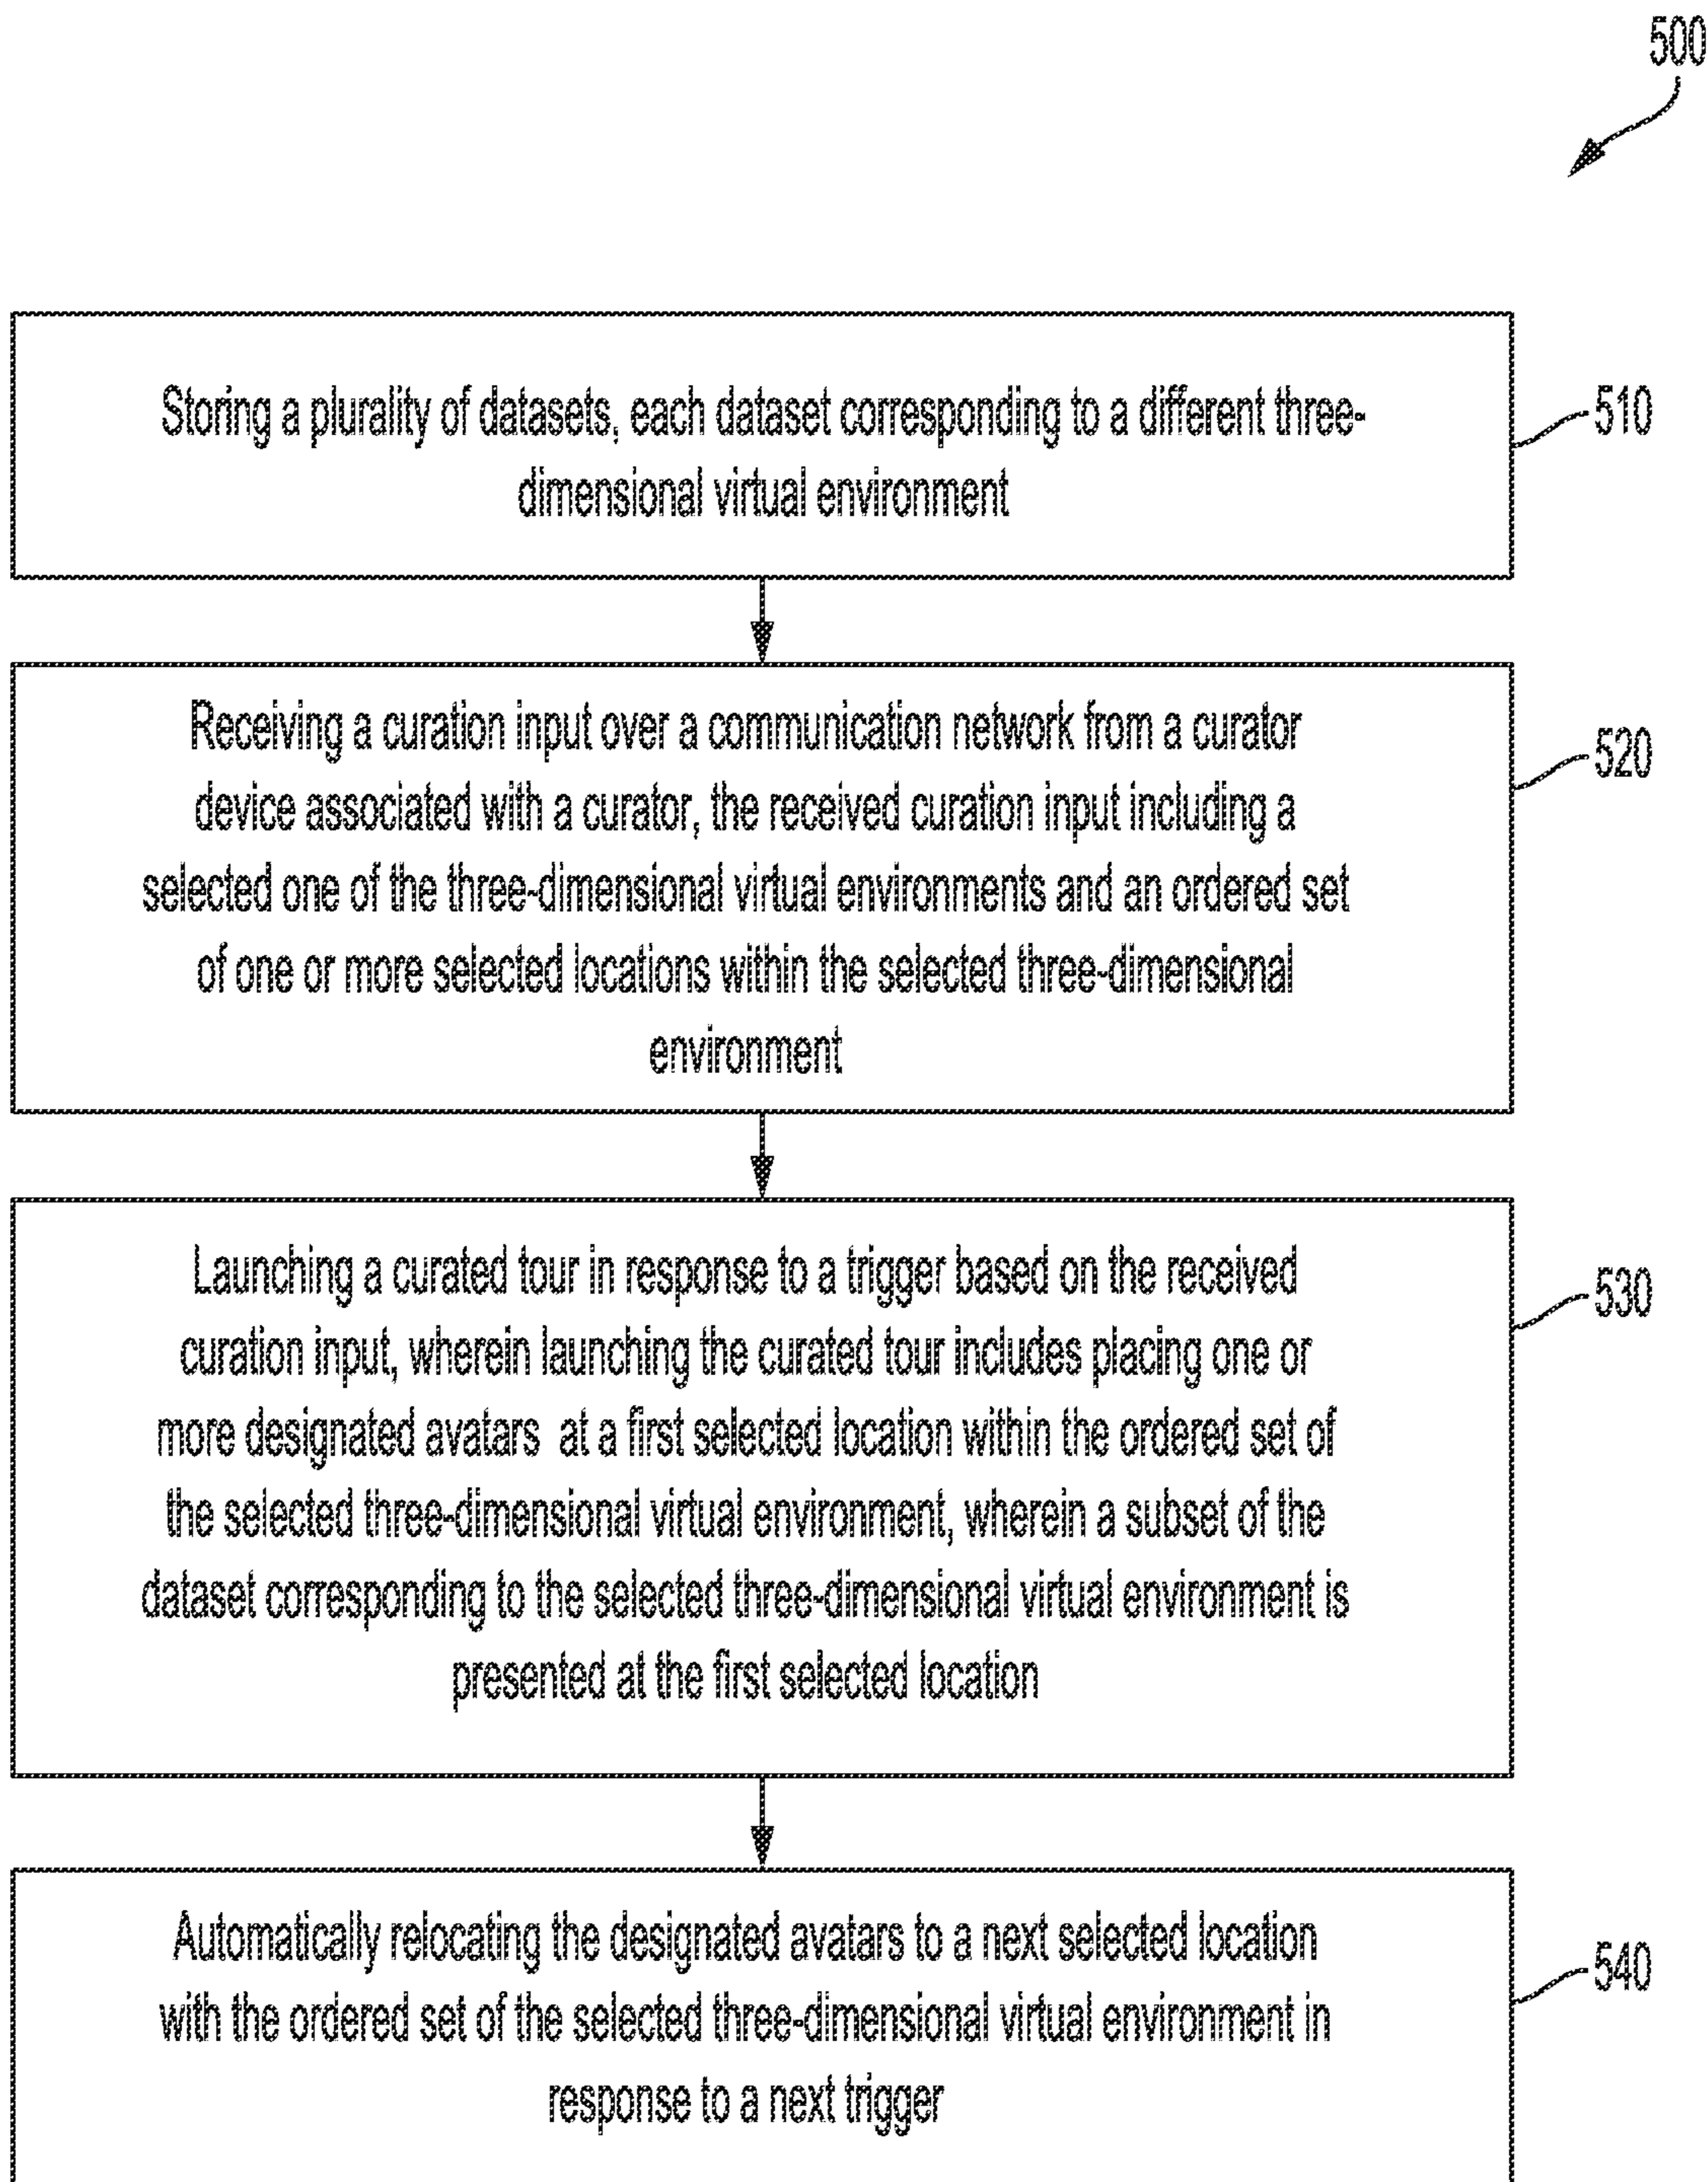 500
Storing a plurality of datasets, each dataset corresponding to a different three-
dimensional virtual environment
510
Receiving a curation input over a communication network from a curator
device associated with a curator, the received curation input including a
selected one of the three-dimensional virtual environments and an ordered set
of one or more selected locations within the selected three-dimensional
environment
520
Launching a curated tour in response to a trigger based on the received
curation input, wherein launching the curated tour includes placing one or
more designated avatars at a first selected location within the ordered set of
the selected three-dimensional virtual environment, wherein a subset of the
dataset corresponding to the selected three-dimensional virtual environment is
presented at the first selected location
530
Automatically relocating the designated avatars to a next selected location
with the ordered set of the selected three-dimensional virtual environment in
response to a next trigger
540